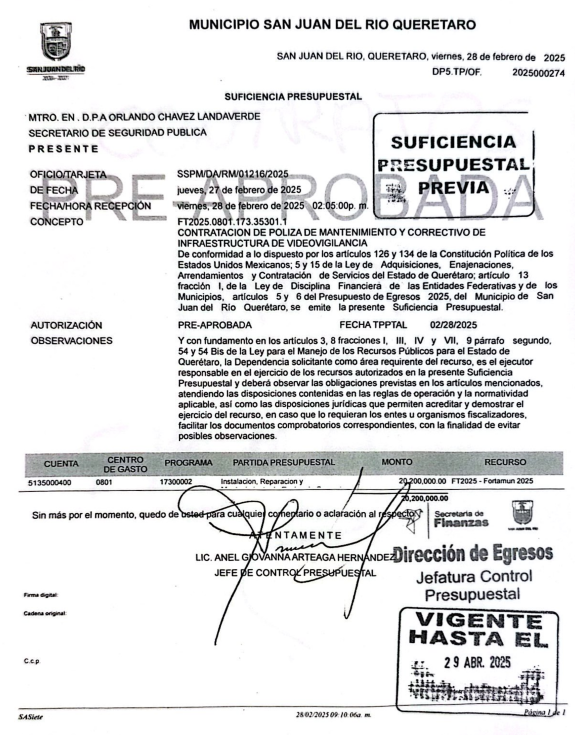 MUNICIPIO SAN JUAN DEL RIO QUERETARO
SAN JUAN DEL RÍO
SAN JUAN DEL RIO, QUERETARO, viernes, 28 de febrero de 2025
DP5.TP/OF. 2025000274
SUFICIENCIA PRESUPUESTAL
MTRO. EN . D.P.A ORLANDO CHAVEZ LANDAVERDE
SECRETARIO DE SEGURIDAD PUBLICA
P R E S E N T E
SUFICIENCIA
PRESUPUESTAL
PREVIA
PRE-APROBADA
OFICIO/TARJETA SSPM/DA/RM/01216/2025
DE FECHA jueves, 27 de febrero de 2025
FECHA/HORA RECEPCIÓN viernes, 28 de febrero de 2025 02:05:00p. m.
CONCEPTO FT2025.0801.173.35301.1
CONTRATACION DE POLIZA DE MANTENIMIENTO Y CORRECTIVO DE
INFRAESTRUCTURA DE VIDEOVIGILANCIA
De conformidad a lo dispuesto por los artículos 126 y 134 de la Constitución Política de los
Estados Unidos Mexicanos; 5 y 15 de la Ley de Adquisiciones, Enajenaciones,
Arrendamientos y Contratación de Servicios del Estado de Querétaro; artículo 13
fracción I, de la Ley de Disciplina Financiera de las Entidades Federativas y de los
Municipios, artículos 5 y 6 del Presupuesto de Egresos 2025, del Municipio de San
Juan del Río Querétaro, se emite la presente Suficiencia Presupuestal.
AUTORIZACIÓN PRE-APROBADA FECHA TPPTAL 02/28/2025
OBSERVACIONES Y con fundamento en los artículos 3, 8 fracciones I, III, IV y VII, 9 párrafo segundo,
54 y 54 Bis de la Ley para el Manejo de los Recursos Públicos para el Estado de
Querétaro, la Dependencia solicitante como área requirente del recurso, es el ejecutor
responsable en el ejercicio de los recursos autorizados en la presente Suficiencia
Presupuestal y deberá observar las obligaciones previstas en los artículos mencionados,
atendiendo las disposiciones contenidas en las reglas de operación y la normatividad
aplicable, así como las disposiciones jurídicas que permiten acreditar y demostrar el
ejercicio del recurso, en caso que lo requieran los entes u organismos fiscalizadores,
facilitar los documentos comprobatorios correspondientes, con la finalidad de evitar
posibles observaciones.
CUENTA CENTRO DE GASTO PROGRAMA PARTIDA PRESUPUESTAL MONTO RECURSO
5135000400 0801 17300002 Instalacion, Reparacion y 20,200,000.00 FT2025 - Fortamun 2025
20,200,000.00
Sin más por el momento, quedo de usted para cualquier comentario o aclaración al respecto.
Secretaría de
Finanzas
A T E N T A M E N T E
LIC. ANEL GIOVANNA ARTEAGA HERNANDEZ
JEFE DE CONTROL PRESUPUESTAL
Dirección de Egresos
Jefatura Control
Presupuestal
Firma digital:
Cadena original:
VIGENTE
HASTA EL
29 ABR. 2025
C.c.p
SASiete 28/02/2025 09:10:06a. m. Página 1 de 1